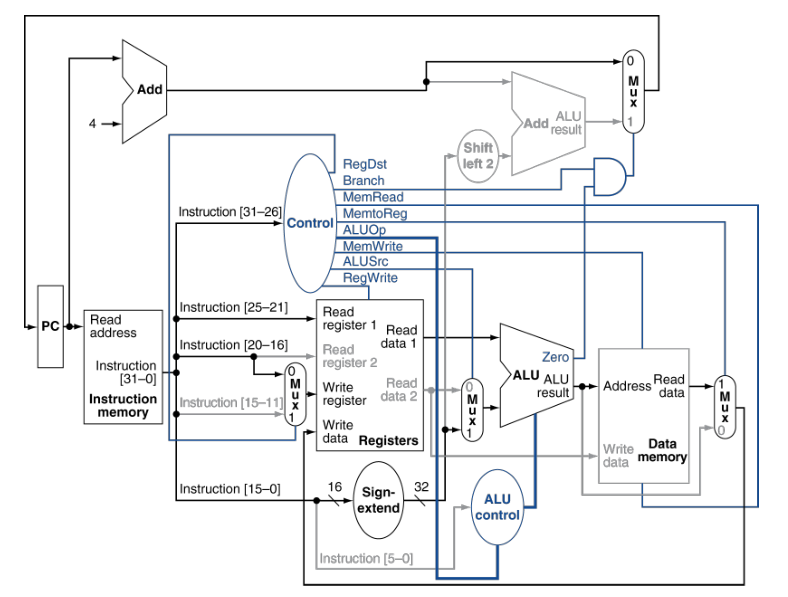 Add
4
0
Mux
1
Add ALU
result
Shift
left 2
RegDst
Branch
MemRead
MemtoReg
ALUOp
MemWrite
ALUSrc
RegWrite
Control
Instruction [31–26]
Instruction [25–21]
Instruction [20–16]
Instruction [15–11]
Instruction [15–0]
Instruction [5–0]
PC
Read
address
Instruction
[31–0]
Instruction
memory
0
Mux
1
Read
register 1
Read
register 2
Write
register
Write
data
Read
data 1
Read
data 2
Registers
16
Sign-
extend
32
0
Mux
1
Zero
ALU
ALU
result
ALU
control
Address
Read
data
Write
data
Data
memory
1
Mux
0